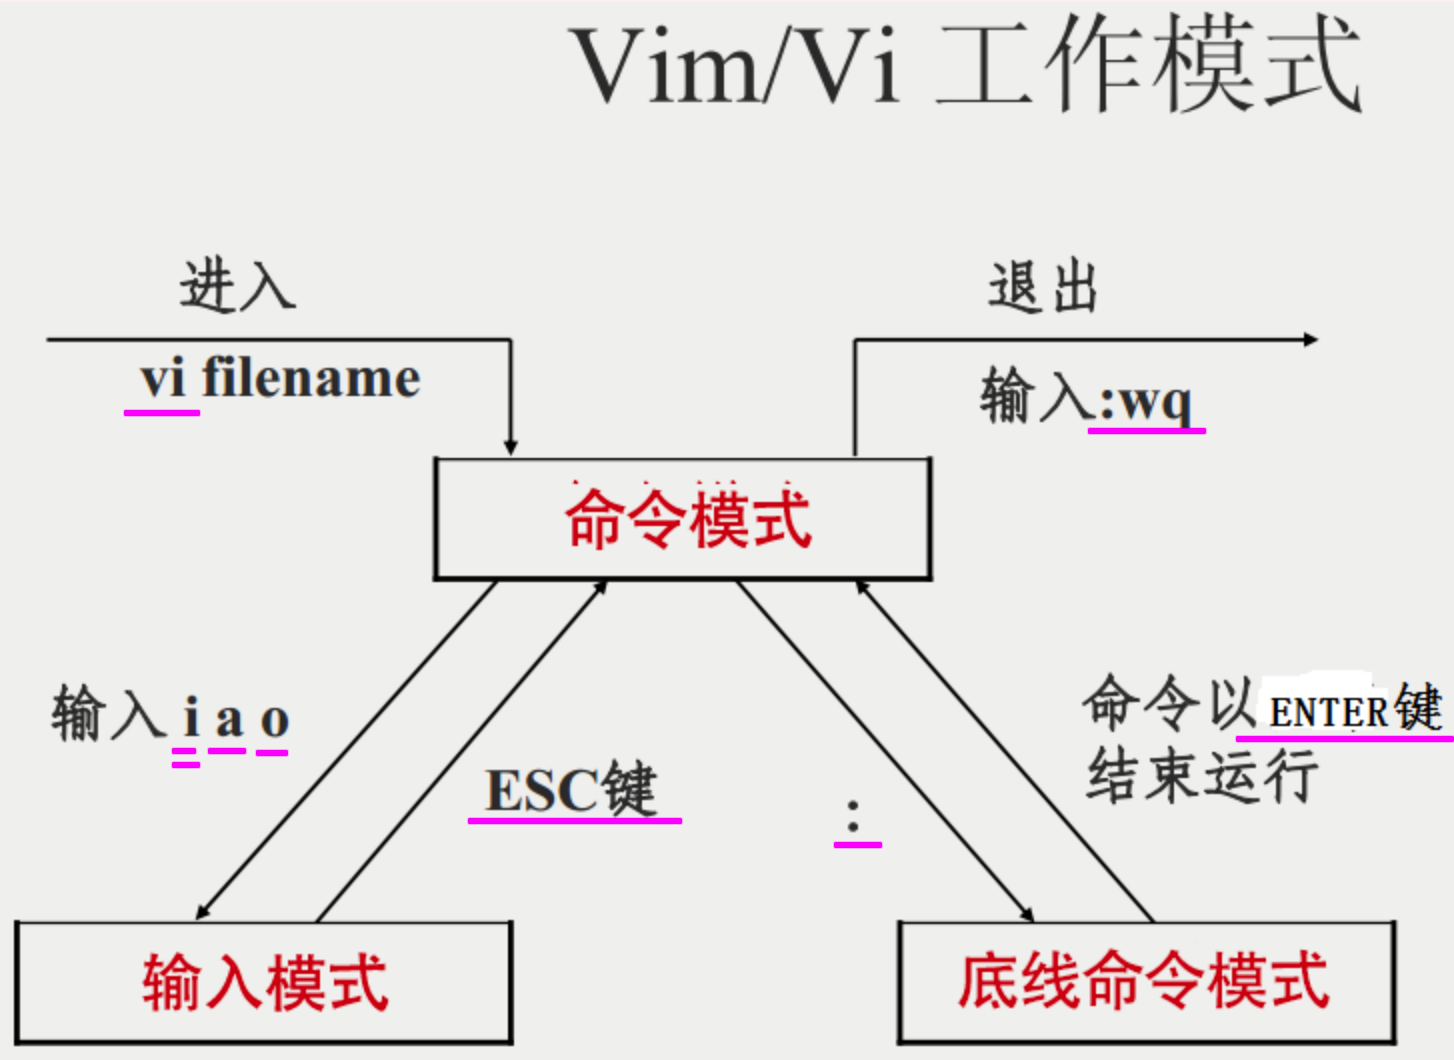 Vim/Vi 工作模式
进入
vi filename
退出
输入:wq
命令模式
输入 i a o
ESC键
:
命令以 ENTER键
结束运行
输入模式
底线命令模式